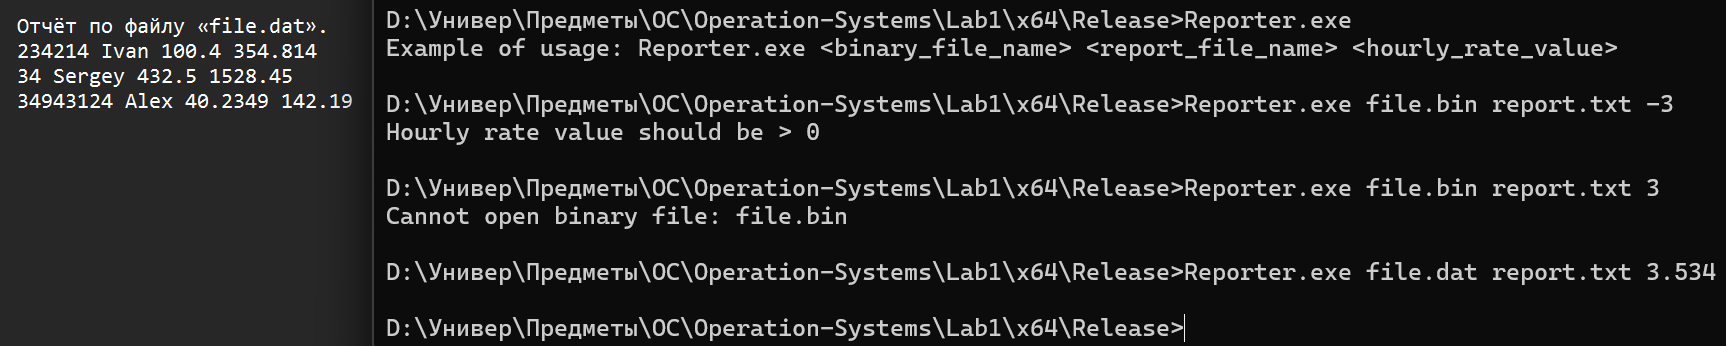 Отчёт по файлу «file.dat».
234214 Ivan 100.4 354.814
34 Sergey 432.5 1528.45
34943124 Alex 40.2349 142.19
D:\Универ\Предметы\ОС\Operation-Systems\Lab1\x64\Release>Reporter.exe
Example of usage: Reporter.exe <binary_file_name> <report_file_name> <hourly_rate_value>
D:\Универ\Предметы\ОС\Operation-Systems\Lab1\x64\Release>Reporter.exe file.bin report.txt -3
Hourly rate value should be > 0
D:\Универ\Предметы\ОС\Operation-Systems\Lab1\x64\Release>Reporter.exe file.bin report.txt 3
Cannot open binary file: file.bin
D:\Универ\Предметы\ОС\Operation-Systems\Lab1\x64\Release>Reporter.exe file.dat report.txt 3.534
D:\Универ\Предметы\ОС\Operation-Systems\Lab1\x64\Release>